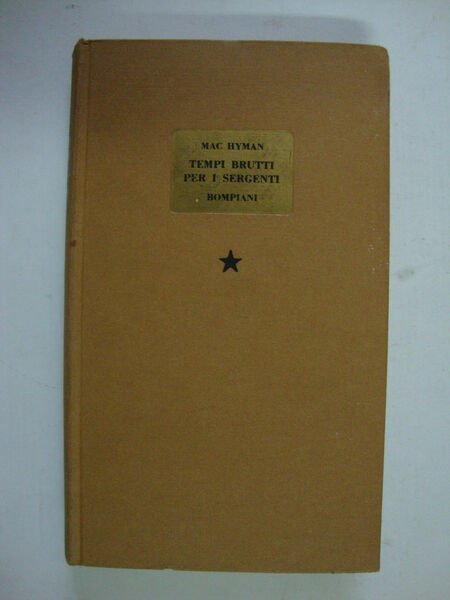 MAC HYMAN
TEMPI BRUTTI
PER I SERGENTI
BOMPIANI